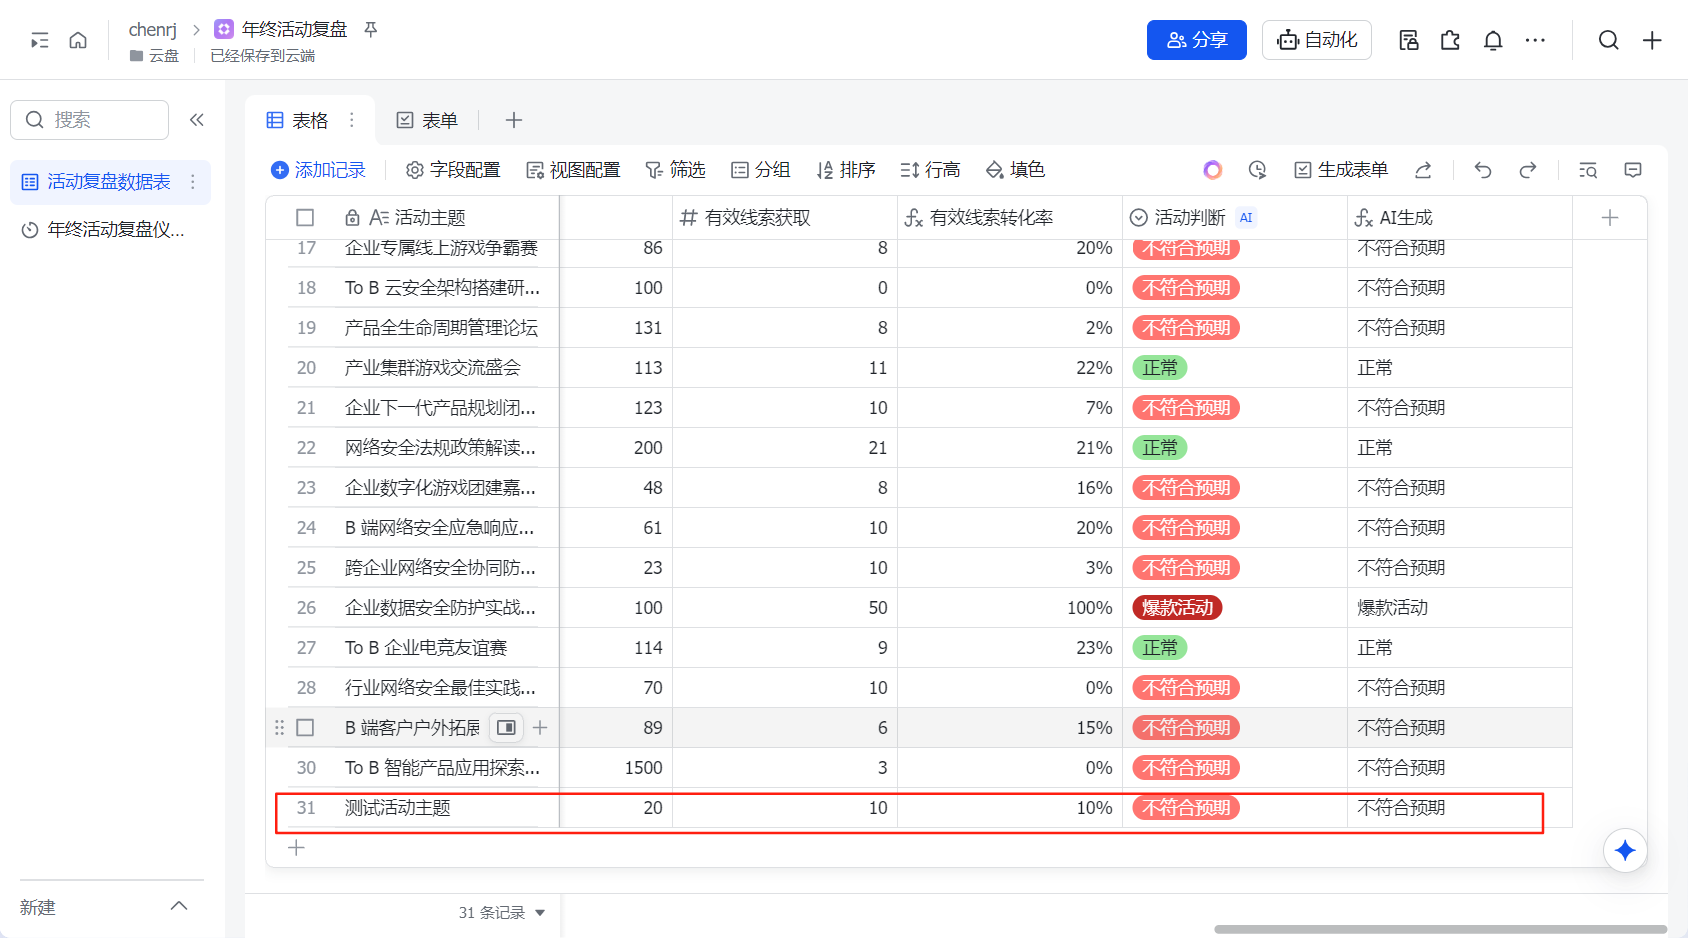 chenrj
年终活动复盘
云盘
已经保存到云端
分享
自动化
搜索
活动复盘数据表
年终活动复盘仪...
新建
表格
表单
添加记录
字段配置
视图配置
筛选
分组
排序
行高
填色
生成表单
活动主题 有效线索获取 有效线索转化率 活动判断 AI AI生成
17 企业专属线上游戏争霸赛 86 8 20% 不符合预期 不符合预期
18 To B 云安全架构搭建研... 100 0 0% 不符合预期 不符合预期
19 产品全生命周期管理论坛 131 8 2% 不符合预期 不符合预期
20 产业集群游戏交流盛会 113 11 22% 正常 正常
21 企业下一代产品规划闭... 123 10 7% 不符合预期 不符合预期
22 网络安全法规政策解读... 200 21 21% 正常 正常
23 企业数字化游戏团建嘉... 48 8 16% 不符合预期 不符合预期
24 B 端网络安全应急响应... 61 10 20% 不符合预期 不符合预期
25 跨企业网络安全协同防... 23 10 3% 不符合预期 不符合预期
26 企业数据安全防护实战... 100 50 100% 爆款活动 爆款活动
27 To B 企业电竞友谊赛 114 9 23% 正常 正常
28 行业网络安全最佳实践... 70 10 0% 不符合预期 不符合预期
B 端客户户外拓展 89 6 15% 不符合预期 不符合预期
30 To B 智能产品应用探索... 1500 3 0% 不符合预期 不符合预期
31 测试活动主题 20 10 10% 不符合预期 不符合预期
31 条记录